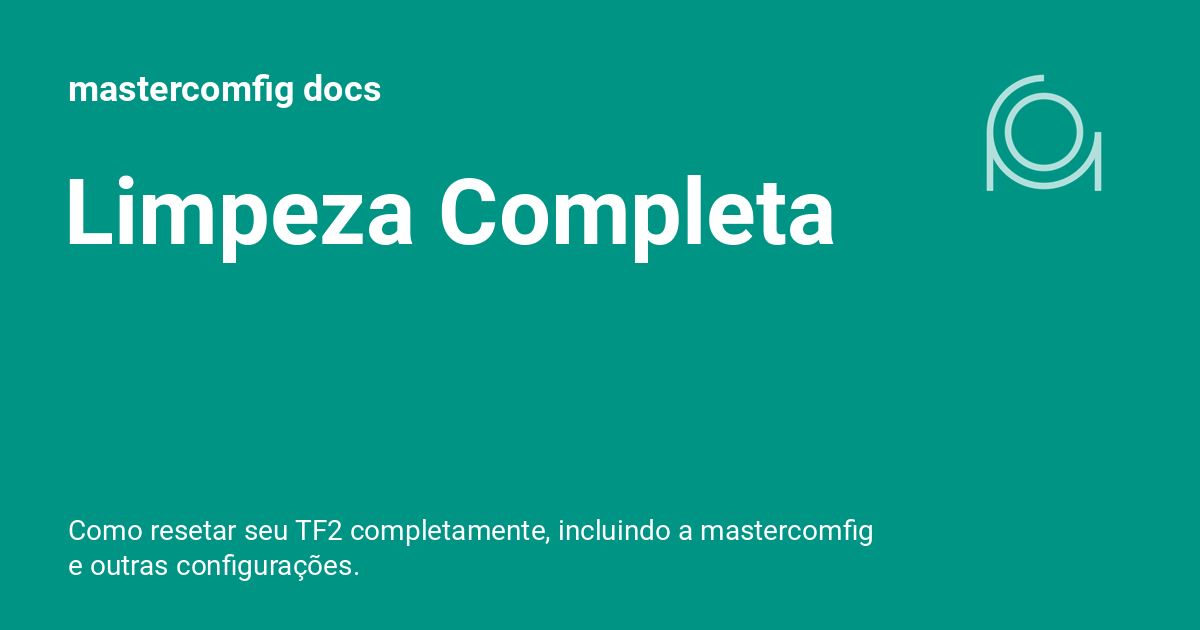 mastercomfig docs
Limpeza Completa
Como resetar seu TF2 completamente, incluindo a mastercomfig
e outras configurações.